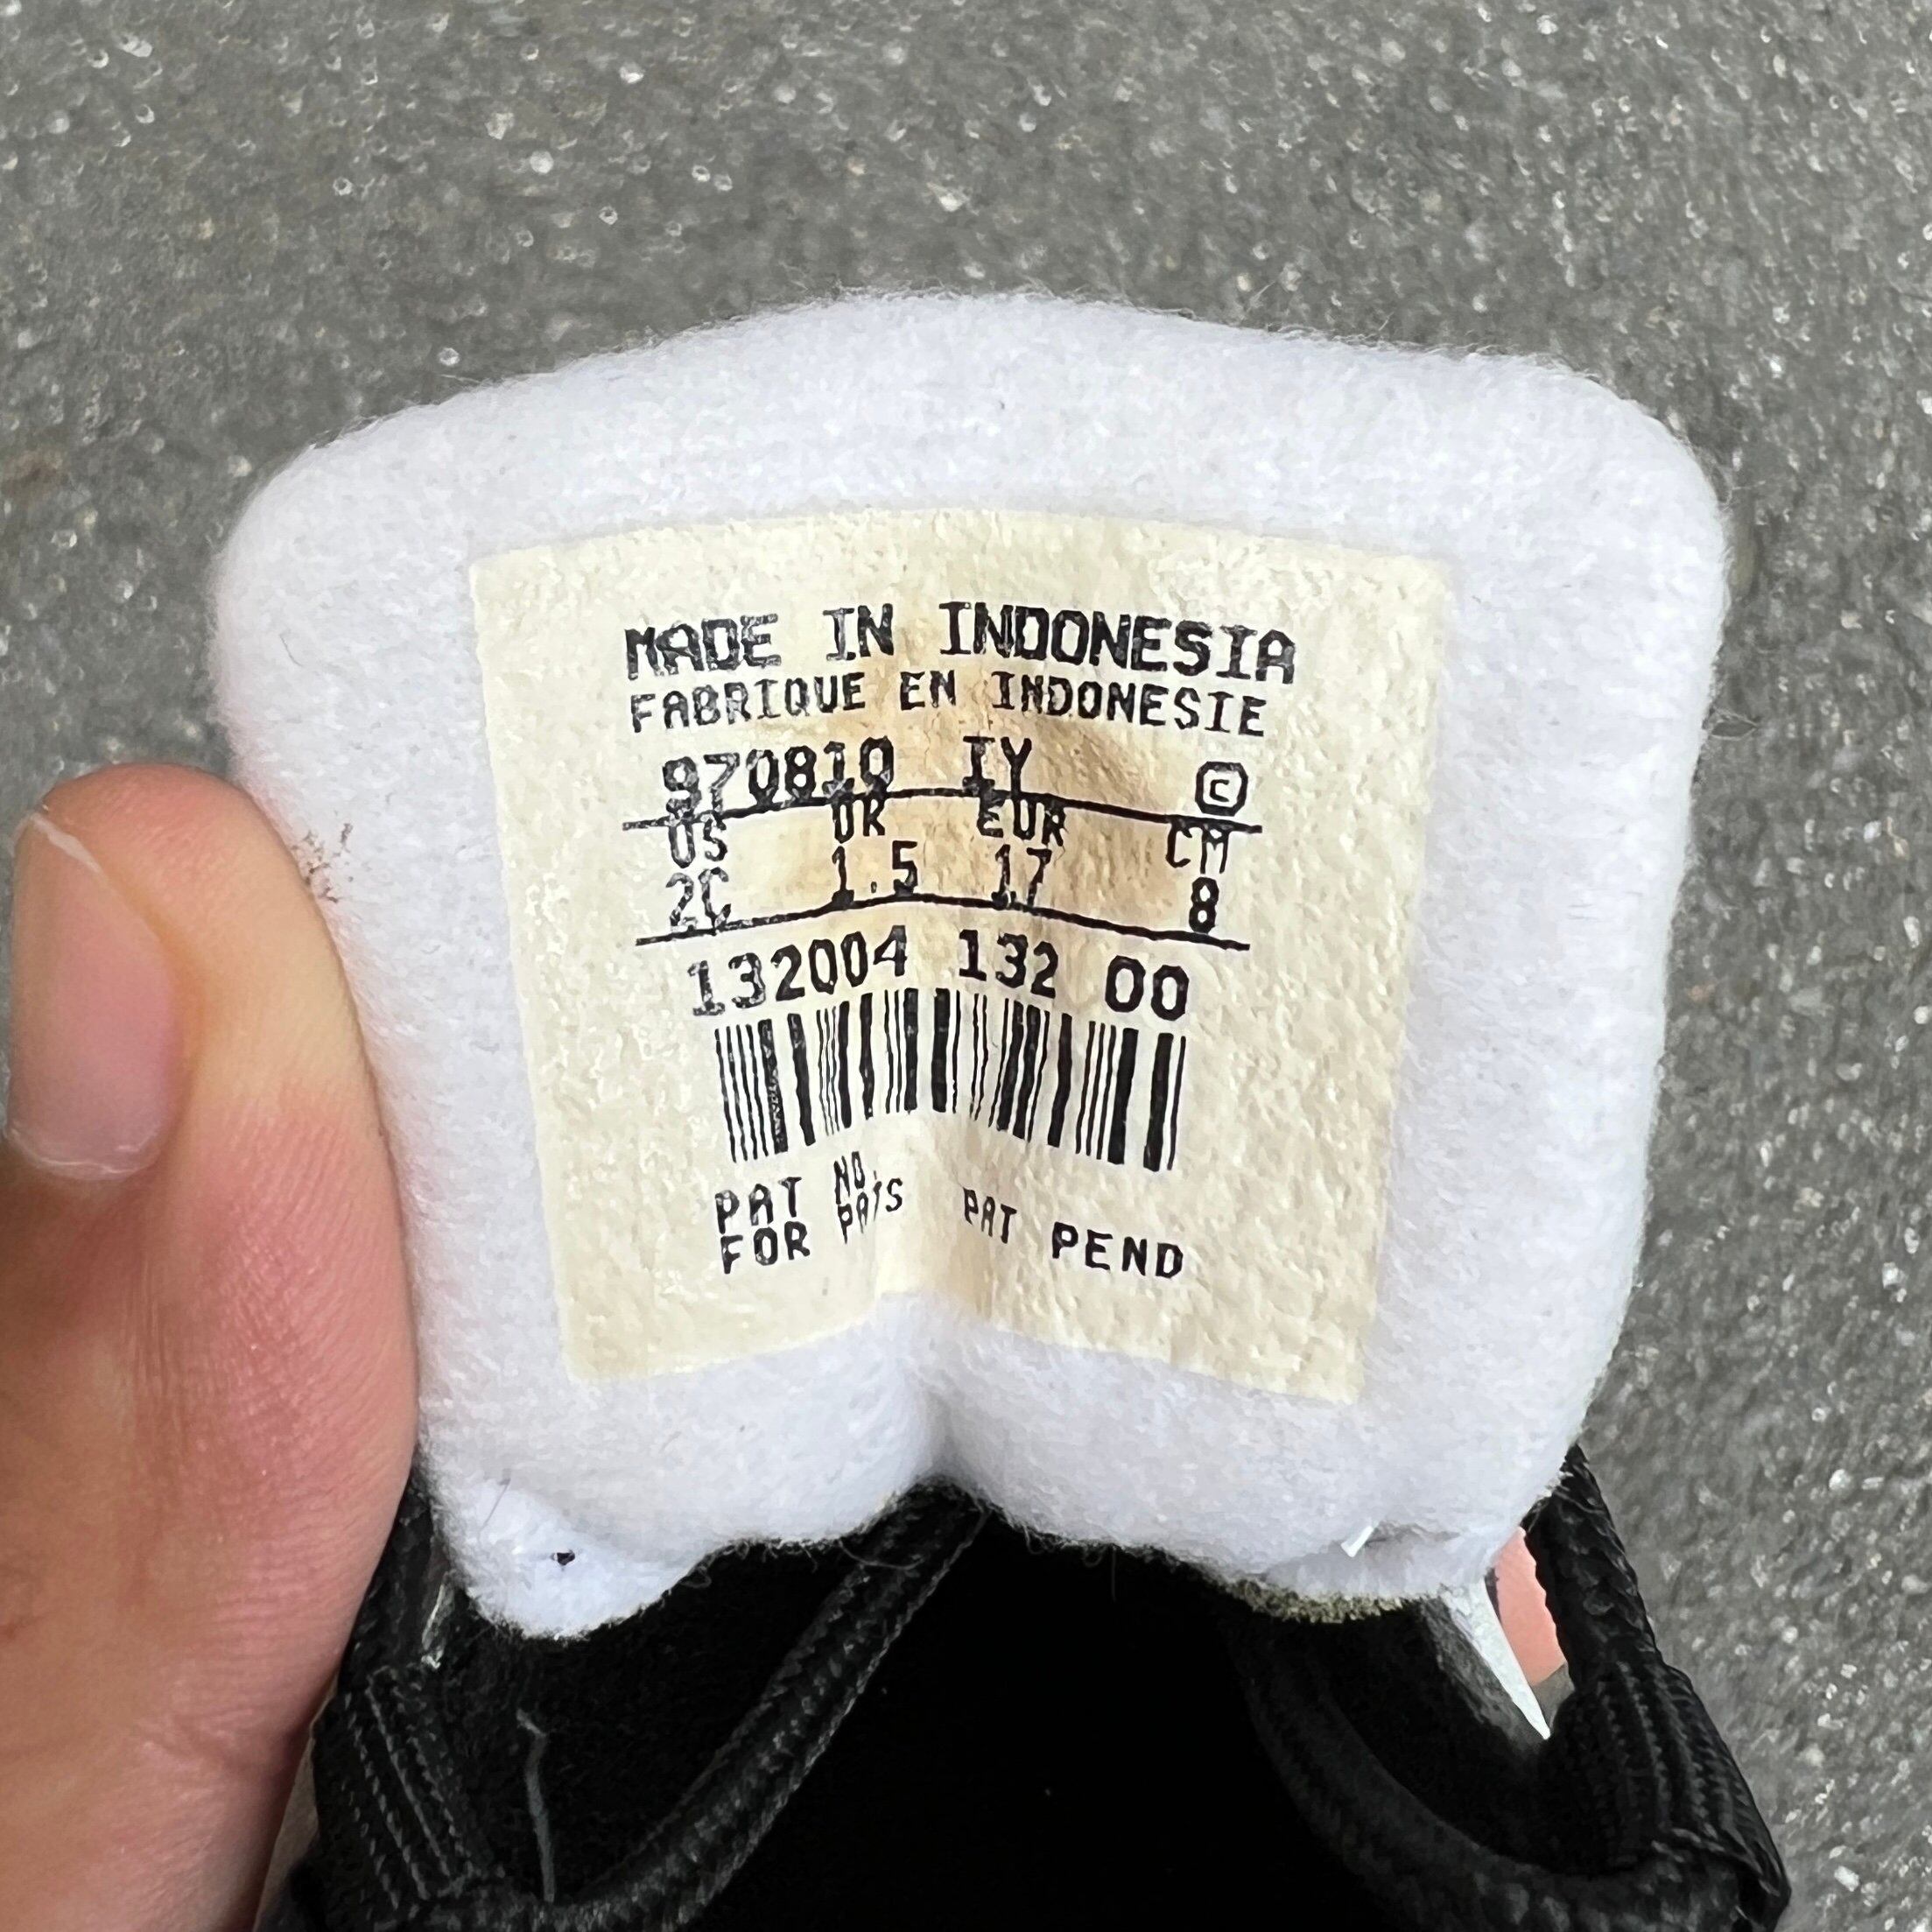 MADE IN INDONESIA
FABRIQUE EN INDONESIE
970810 IY ©
US UK EUR CM
2C 1.5 17 8
132004 132 00
PAT NO.
FOR PATS PAT PEND